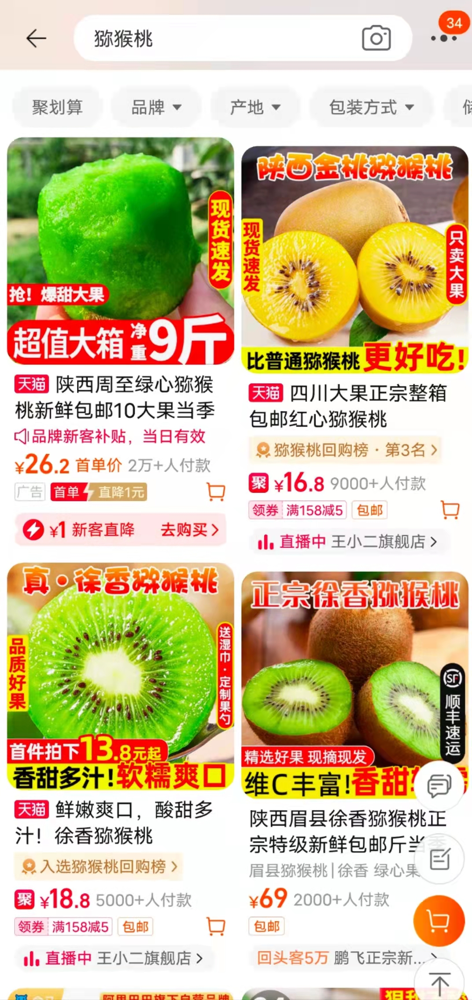 猕猴桃
34
聚划算
品牌
产地
包装方式
现货速发
抢！爆甜大果
超值大箱 净重9斤
天猫 陕西周至绿心猕猴
桃新鲜包邮10大果当季
品牌新客补贴，当日有效
¥26.2 首单价 2万+人付款
广告 首单 直降1元
¥1 新客直降 去购买
陕西金桃猕猴桃
现货速发
只卖大果
比普通猕猴桃更好吃！
天猫 四川大果正宗整箱
包邮红心猕猴桃
猕猴桃回购榜·第3名
聚 ¥16.8 9000+人付款
领券 满158减5 包邮
直播中 王小二旗舰店
真·徐香猕猴桃
品质好果
送湿巾·定制果勺
首件拍下13.8元起
香甜多汁！软糯爽口
天猫 鲜嫩爽口，酸甜多
汁！徐香猕猴桃
入选猕猴桃回购榜
聚 ¥18.8 5000+人付款
领券 满158减5 包邮
直播中 王小二旗舰店
正宗徐香猕猴桃
SF 顺丰速运
精选好果 现摘现发
维C丰富！香甜
陕西眉县徐香猕猴桃正
宗特级新鲜包邮斤当季
眉县猕猴桃|徐香 绿心果
¥69 2000+人付款
包邮
回头客5万 鹏飞正宗新...
阿里巴巴旗下自营品牌